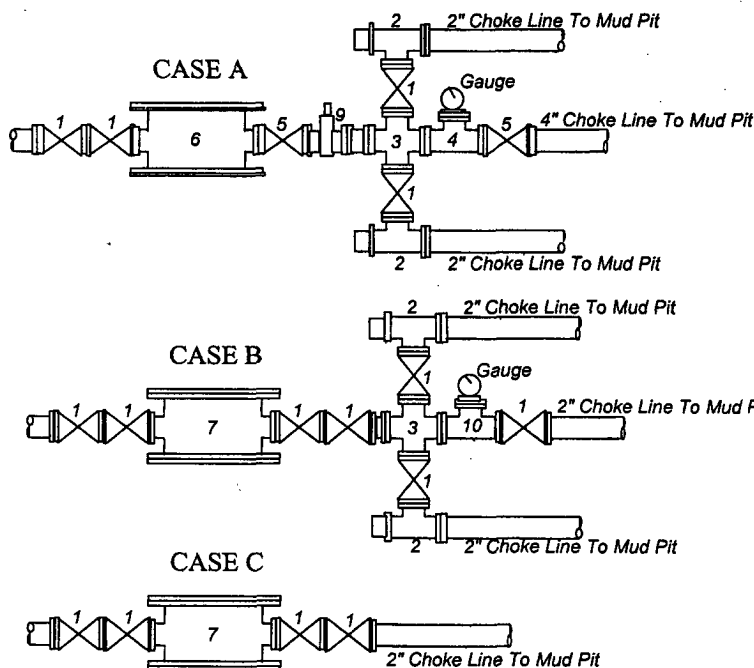 2 2" Choke Line To Mud Pit
CASE A
Gauge
1
1 1 6 5 9 3 4 5 4" Choke Line To Mud Pit
1
2 2" Choke Line To Mud Pit
2 2" Choke Line To Mud Pit
CASE B
Gauge
1
1 1 7 1 1 3 10 1 2" Choke Line To Mud
1
2 2" Choke Line To Mud Pit
CASE C
1 1 7 1 1
2" Choke Line To Mud Pit